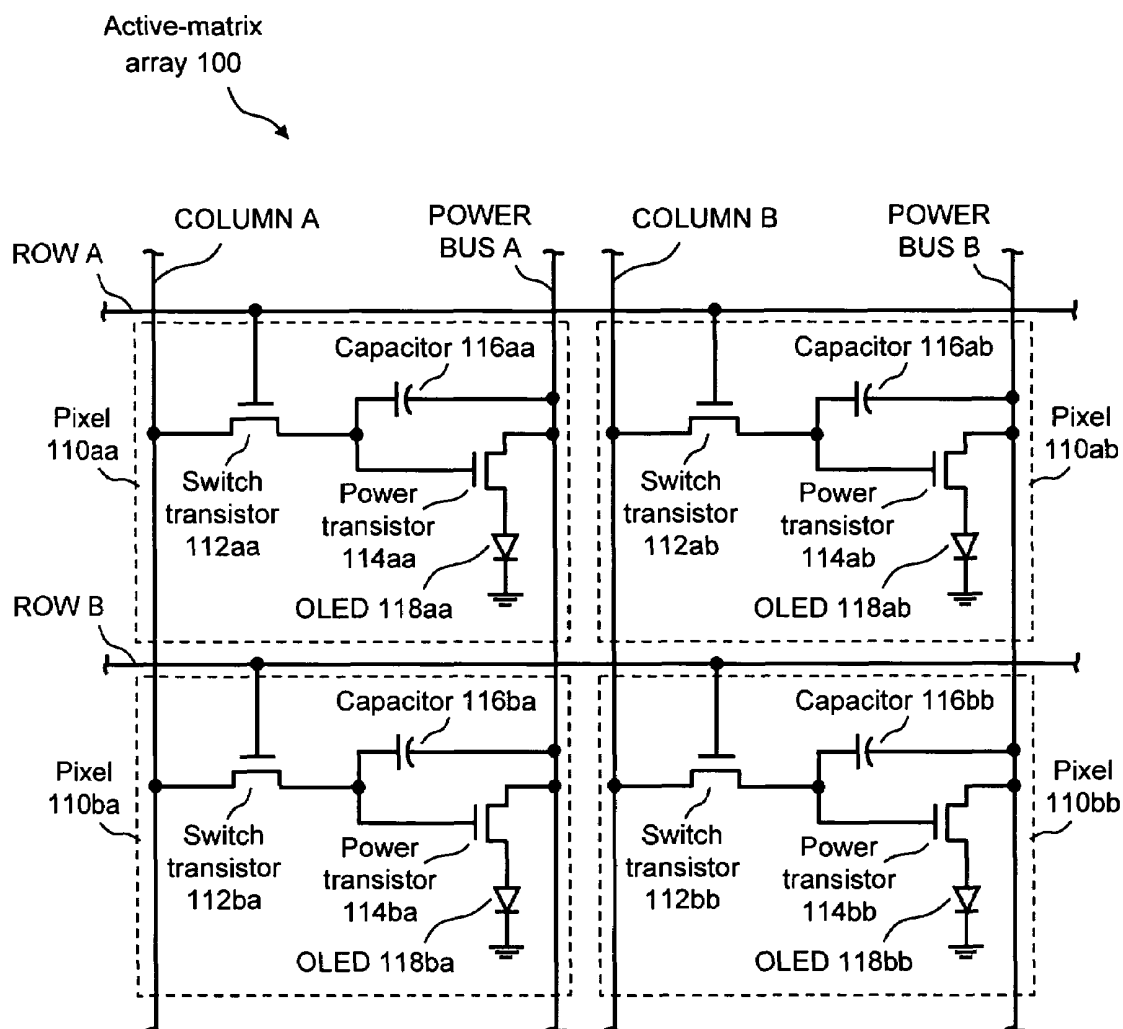 Active-matrix
array 100
COLUMN A
POWER
BUS A
COLUMN B
POWER
BUS B
ROW A
Capacitor 116aa
Capacitor 116ab
Pixel
110aa
Switch
transistor
112aa
Power
transistor
114aa
OLED 118aa
Switch
transistor
112ab
Power
transistor
114ab
OLED 118ab
Pixel
110ab
ROW B
Capacitor 116ba
Capacitor 116bb
Pixel
110ba
Switch
transistor
112ba
Power
transistor
114ba
OLED 118ba
Switch
transistor
112bb
Power
transistor
114bb
OLED 118bb
Pixel
110bb